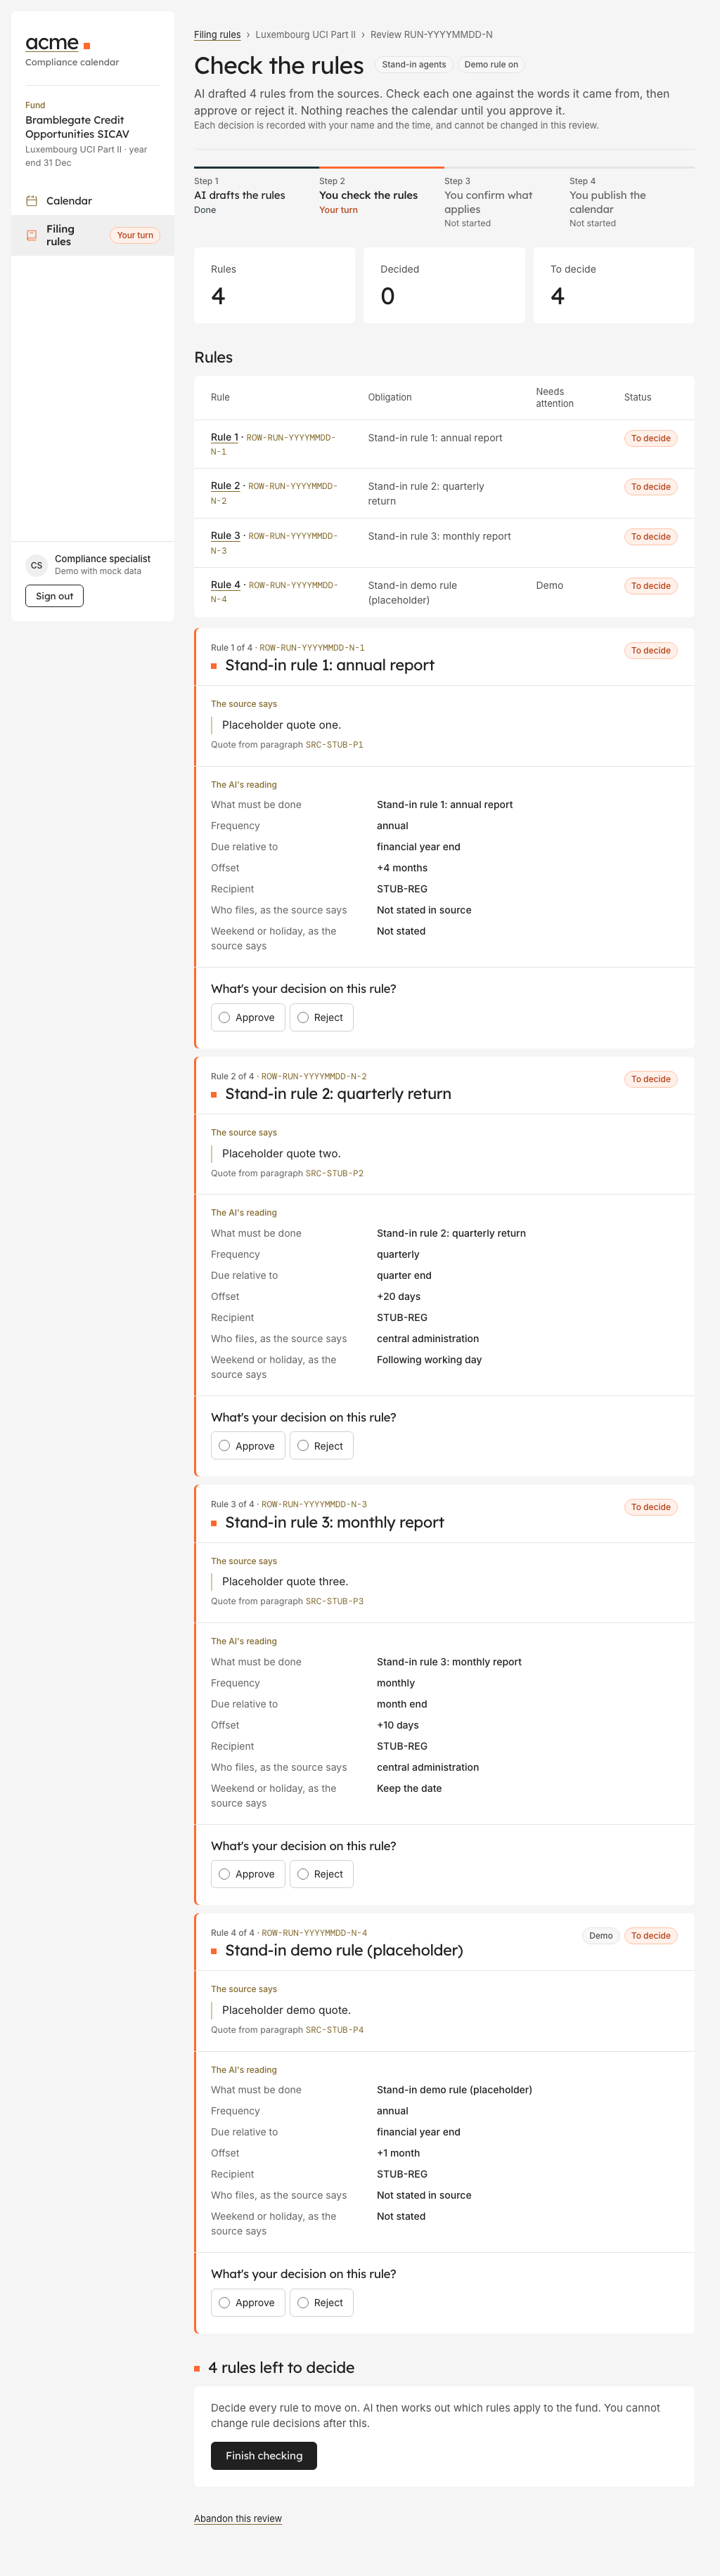 acme
Compliance calendar
Fund
Bramblegate Credit
Opportunities SICAV
Luxembourg UCI Part II · year
end 31 Dec
Calendar
Filing
rules
Your turn
Compliance specialist
CS
Demo with mock data
Sign out
Filing rules › Luxembourg UCI Part II › Review RUN-YYYYMMDD-N
Check the rules
Stand-in agents
Demo rule on
AI drafted 4 rules from the sources. Check each one against the words it came from, then
approve or reject it. Nothing reaches the calendar until you approve it.
Each decision is recorded with your name and the time, and cannot be changed in this review.
Step 1
AI drafts the rules
Done
Step 2
You check the rules
Your turn
Step 3
You confirm what
applies
Not started
Step 4
You publish the
calendar
Not started
Rules
4
Decided
0
To decide
4
Rules
Rule
Obligation
Needs
attention
Status
Rule 1 · ROW-RUN-YYYYMMDD-
N-1
Stand-in rule 1: annual report
To decide
Rule 2 · ROW-RUN-YYYYMMDD-
N-2
Stand-in rule 2: quarterly
return
To decide
Rule 3 · ROW-RUN-YYYYMMDD-
N-3
Stand-in rule 3: monthly report
To decide
Rule 4 · ROW-RUN-YYYYMMDD-
N-4
Stand-in demo rule
(placeholder)
Demo
To decide
Rule 1 of 4 · ROW-RUN-YYYYMMDD-N-1
Stand-in rule 1: annual report
To decide
The source says
Placeholder quote one.
Quote from paragraph SRC-STUB-P1
The AI's reading
What must be done
Stand-in rule 1: annual report
Frequency
annual
Due relative to
financial year end
Offset
+4 months
Recipient
STUB-REG
Who files, as the source says
Not stated in source
Weekend or holiday, as the
source says
Not stated
What's your decision on this rule?
Approve
Reject
Rule 2 of 4 · ROW-RUN-YYYYMMDD-N-2
Stand-in rule 2: quarterly return
To decide
The source says
Placeholder quote two.
Quote from paragraph SRC-STUB-P2
The AI's reading
What must be done
Stand-in rule 2: quarterly return
Frequency
quarterly
Due relative to
quarter end
Offset
+20 days
Recipient
STUB-REG
Who files, as the source says
central administration
Weekend or holiday, as the
source says
Following working day
What's your decision on this rule?
Approve
Reject
Rule 3 of 4 · ROW-RUN-YYYYMMDD-N-3
Stand-in rule 3: monthly report
To decide
The source says
Placeholder quote three.
Quote from paragraph SRC-STUB-P3
The AI's reading
What must be done
Stand-in rule 3: monthly report
Frequency
monthly
Due relative to
month end
Offset
+10 days
Recipient
STUB-REG
Who files, as the source says
central administration
Weekend or holiday, as the
source says
Keep the date
What's your decision on this rule?
Approve
Reject
Rule 4 of 4 · ROW-RUN-YYYYMMDD-N-4
Stand-in demo rule (placeholder)
Demo
To decide
The source says
Placeholder demo quote.
Quote from paragraph SRC-STUB-P4
The AI's reading
What must be done
Stand-in demo rule (placeholder)
Frequency
annual
Due relative to
financial year end
Offset
+1 month
Recipient
STUB-REG
Who files, as the source says
Not stated in source
Weekend or holiday, as the
source says
Not stated
What's your decision on this rule?
Approve
Reject
4 rules left to decide
Decide every rule to move on. AI then works out which rules apply to the fund. You cannot
change rule decisions after this.
Finish checking
Abandon this review